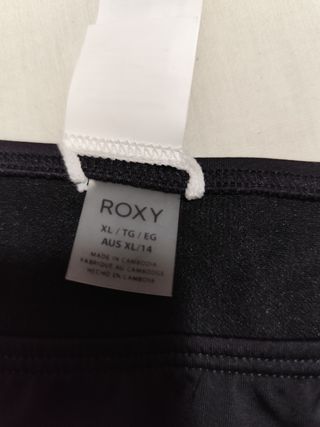 ROXY
XL / TG / EG
AUS XL/14
MADE IN CAMBODIA
FABRIQUÉ AU CAMBODGE
HECHO EN CAMBOYA